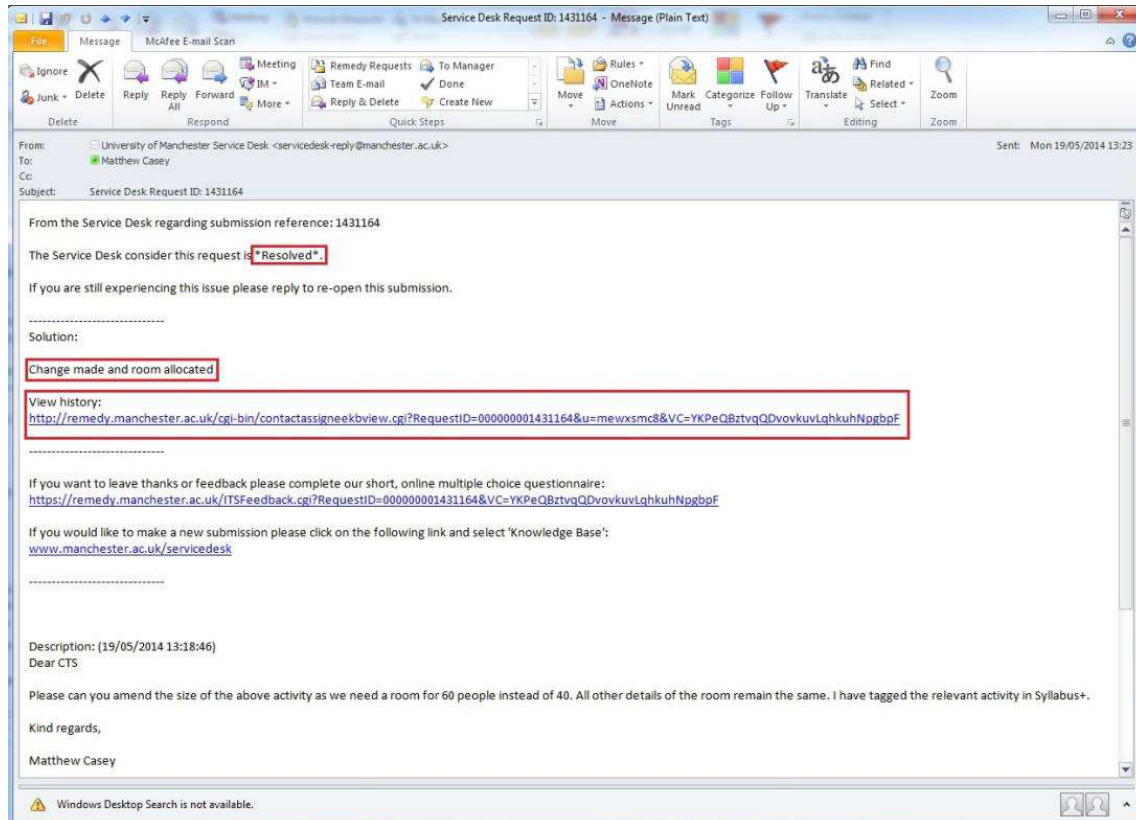 Service Desk Request ID: 1431164 - Message (Plain Text)
File Message McAfee E-mail Scan
Ignore
Junk
Delete
Reply
Reply All
Forward
Meeting
IM
More
Remedy Requests
Team E-mail
Reply & Delete
To Manager
Done
Create New
Move
Rules
OneNote
Actions
Mark Unread
Categorize
Follow Up
Translate
Find
Related
Select
Zoom
Delete Respond Quick Steps Move Tags Editing Zoom
From: University of Manchester Service Desk <servicedesk-reply@manchester.ac.uk> Sent: Mon 19/05/2014 13:23
To: Matthew Casey
Cc:
Subject: Service Desk Request ID: 1431164
From the Service Desk regarding submission reference: 1431164
The Service Desk consider this request is *Resolved*.
If you are still experiencing this issue please reply to re-open this submission.
------------------------------
Solution:
Change made and room allocated
View history:
http://remedy.manchester.ac.uk/cgi-bin/contactassigneekbview.cgi?RequestID=000000001431164&u=mewxsmc8&VC=YKPeQBztvqQDvovkuvLqhkuhNpgbpF
------------------------------
If you want to leave thanks or feedback please complete our short, online multiple choice questionnaire:
https://remedy.manchester.ac.uk/ITSFeedback.cgi?RequestID=000000001431164&VC=YKPeQBztvqQDvovkuvLqhkuhNpgbpF
If you would like to make a new submission please click on the following link and select 'Knowledge Base':
www.manchester.ac.uk/servicedesk
------------------------------
Description: (19/05/2014 13:18:46)
Dear CTS
Please can you amend the size of the above activity as we need a room for 60 people instead of 40. All other details of the room remain the same. I have tagged the relevant activity in Syllabus+.
Kind regards,
Matthew Casey
Windows Desktop Search is not available.